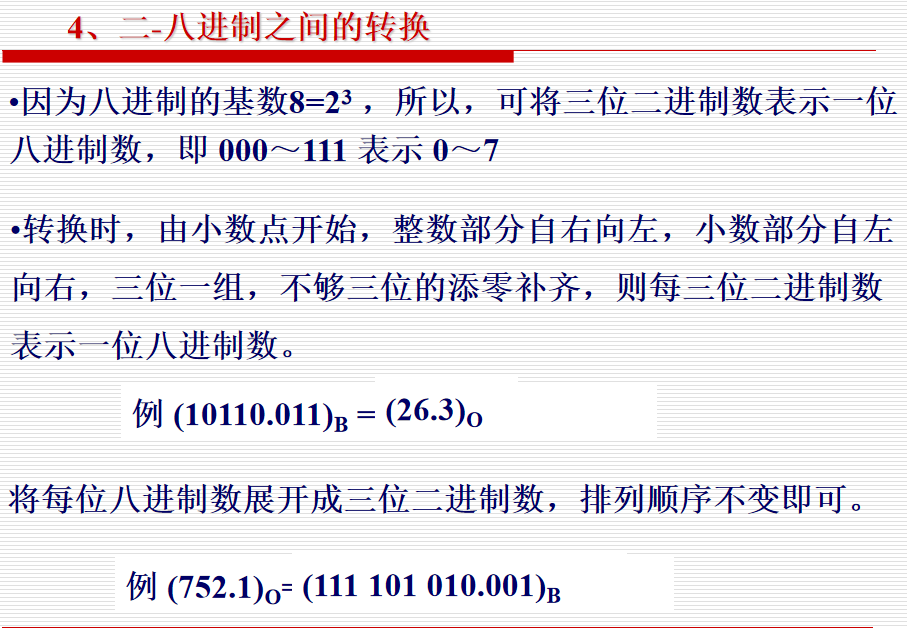 4、二-八进制之间的转换
•因为八进制的基数8=2³ ，所以，可将三位二进制数表示一位
八进制数，即 000～111 表示 0～7
•转换时，由小数点开始，整数部分自右向左，小数部分自左
向右，三位一组，不够三位的添零补齐，则每三位二进制数
表示一位八进制数。
例 (10110.011)B = (26.3)O
将每位八进制数展开成三位二进制数，排列顺序不变即可。
例 (752.1)O= (111 101 010.001)B